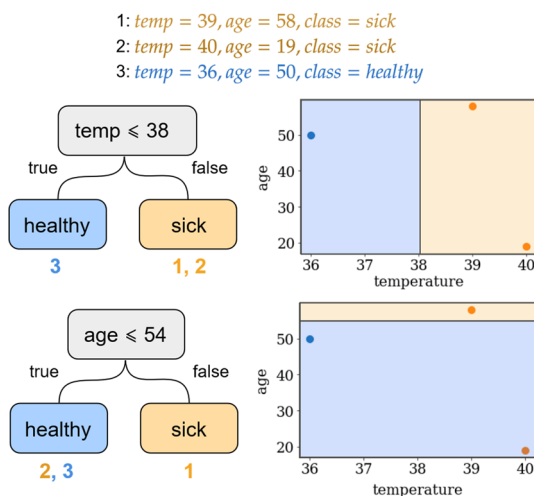 1: temp = 39, age = 58, class = sick
2: temp = 40, age = 19, class = sick
3: temp = 36, age = 50, class = healthy
temp ⩽ 38
true
false
healthy
sick
3
1, 2
age
50
40
30
20
36 37 38 39 40
temperature
age ⩽ 54
true
false
healthy
sick
2, 3
1
age
50
40
30
20
36 37 38 39 40
temperature